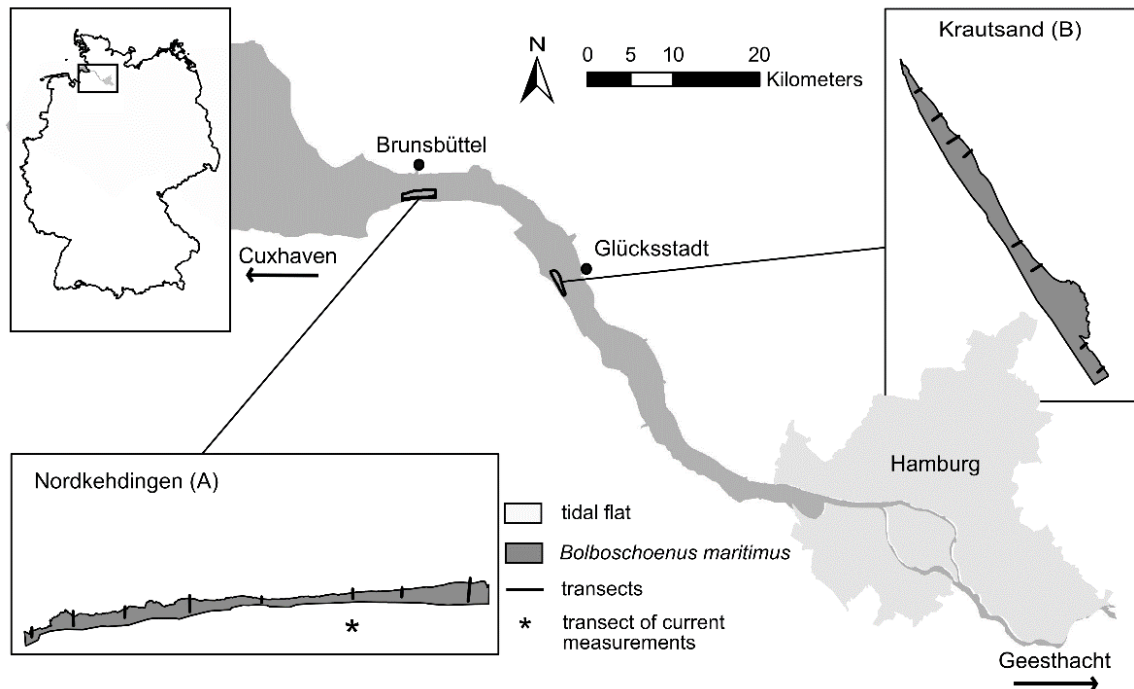 Krautsand (B)
N
0 5 10 20
Kilometers
Brunsbüttel
Glücksstadt
Cuxhaven
Nordkehdingen (A)
Hamburg
tidal flat
Bolboschoenus maritimus
transects
* transect of current
measurements
Geesthacht